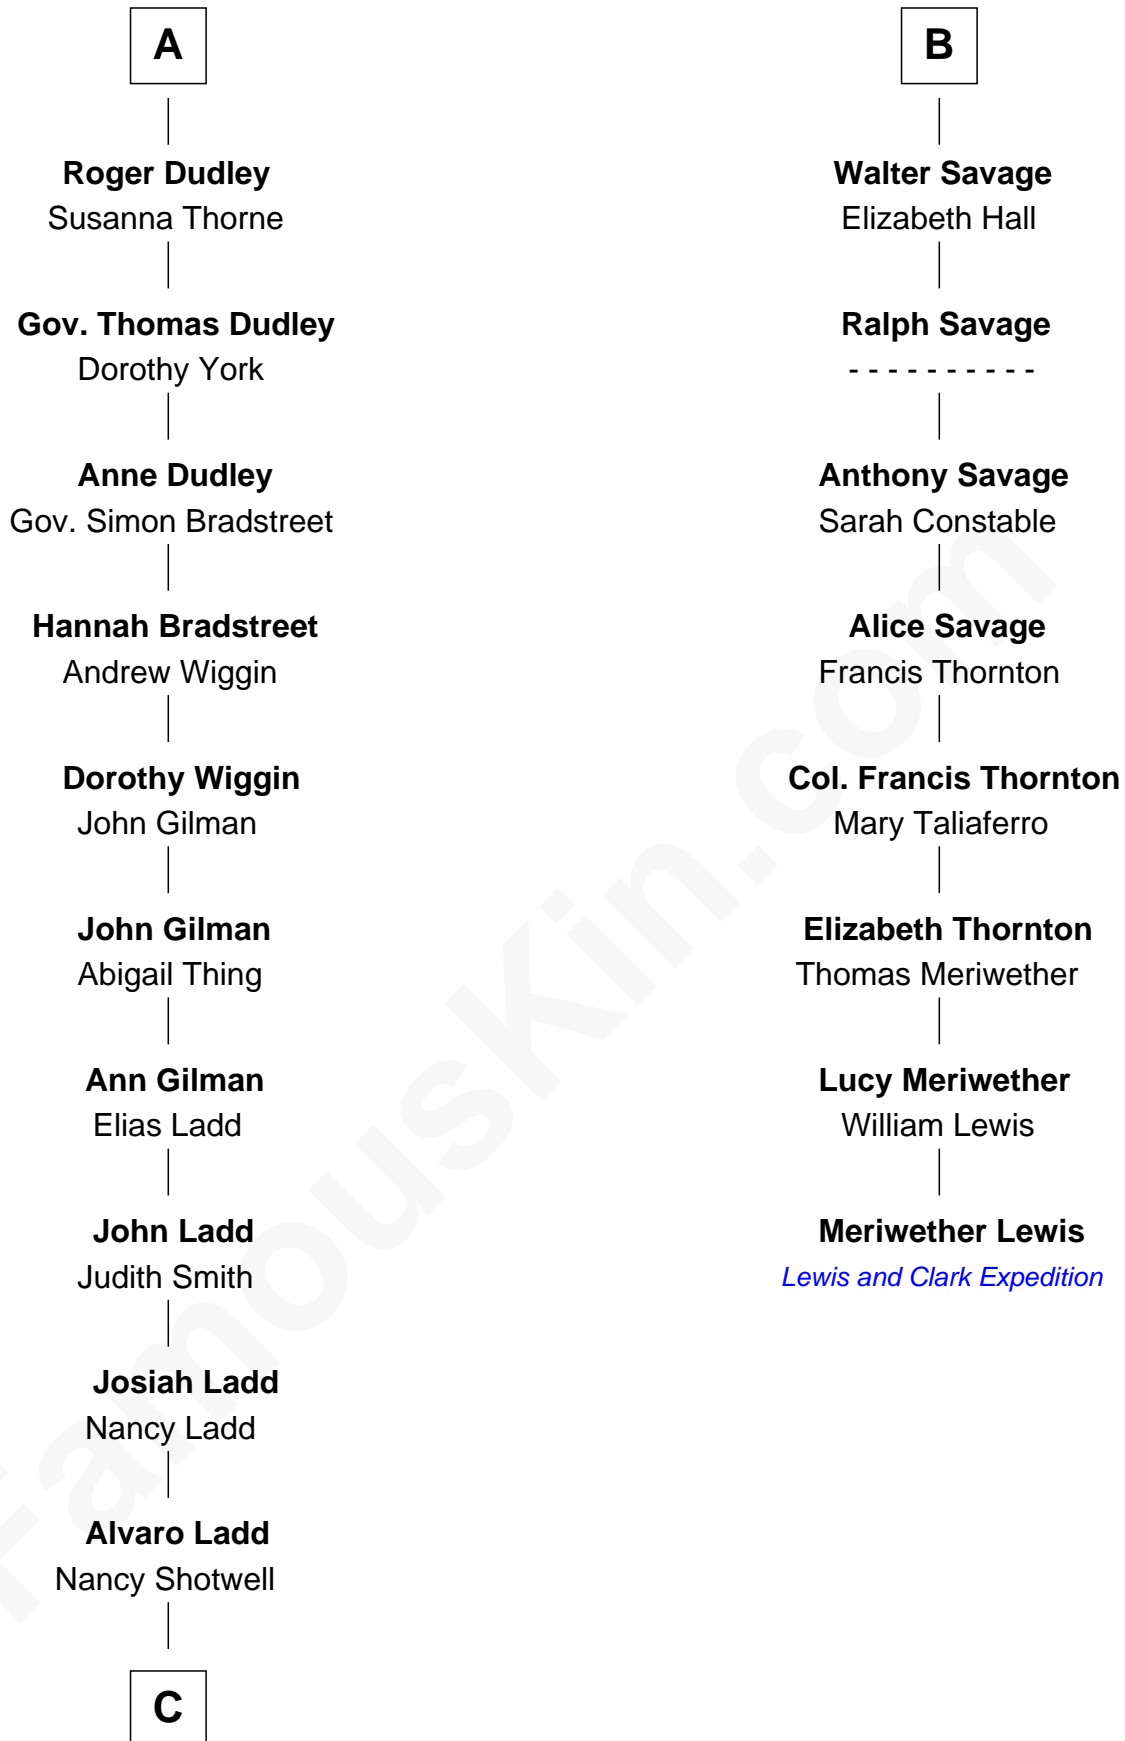 A
Roger Dudley
Susanna Thorne
Gov. Thomas Dudley
Dorothy York
Anne Dudley
Gov. Simon Bradstreet
Hannah Bradstreet
Andrew Wiggin
Dorothy Wiggin
John Gilman
John Gilman
Abigail Thing
Ann Gilman
Elias Ladd
John Ladd
Judith Smith
Josiah Ladd
Nancy Ladd
Alvaro Ladd
Nancy Shotwell
C
B
Walter Savage
Elizabeth Hall
Ralph Savage
- - - - - - - - - -
Anthony Savage
Sarah Constable
Alice Savage
Francis Thornton
Col. Francis Thornton
Mary Taliaferro
Elizabeth Thornton
Thomas Meriwether
Lucy Meriwether
William Lewis
Meriwether Lewis
Lewis and Clark Expedition
FamousKin.com